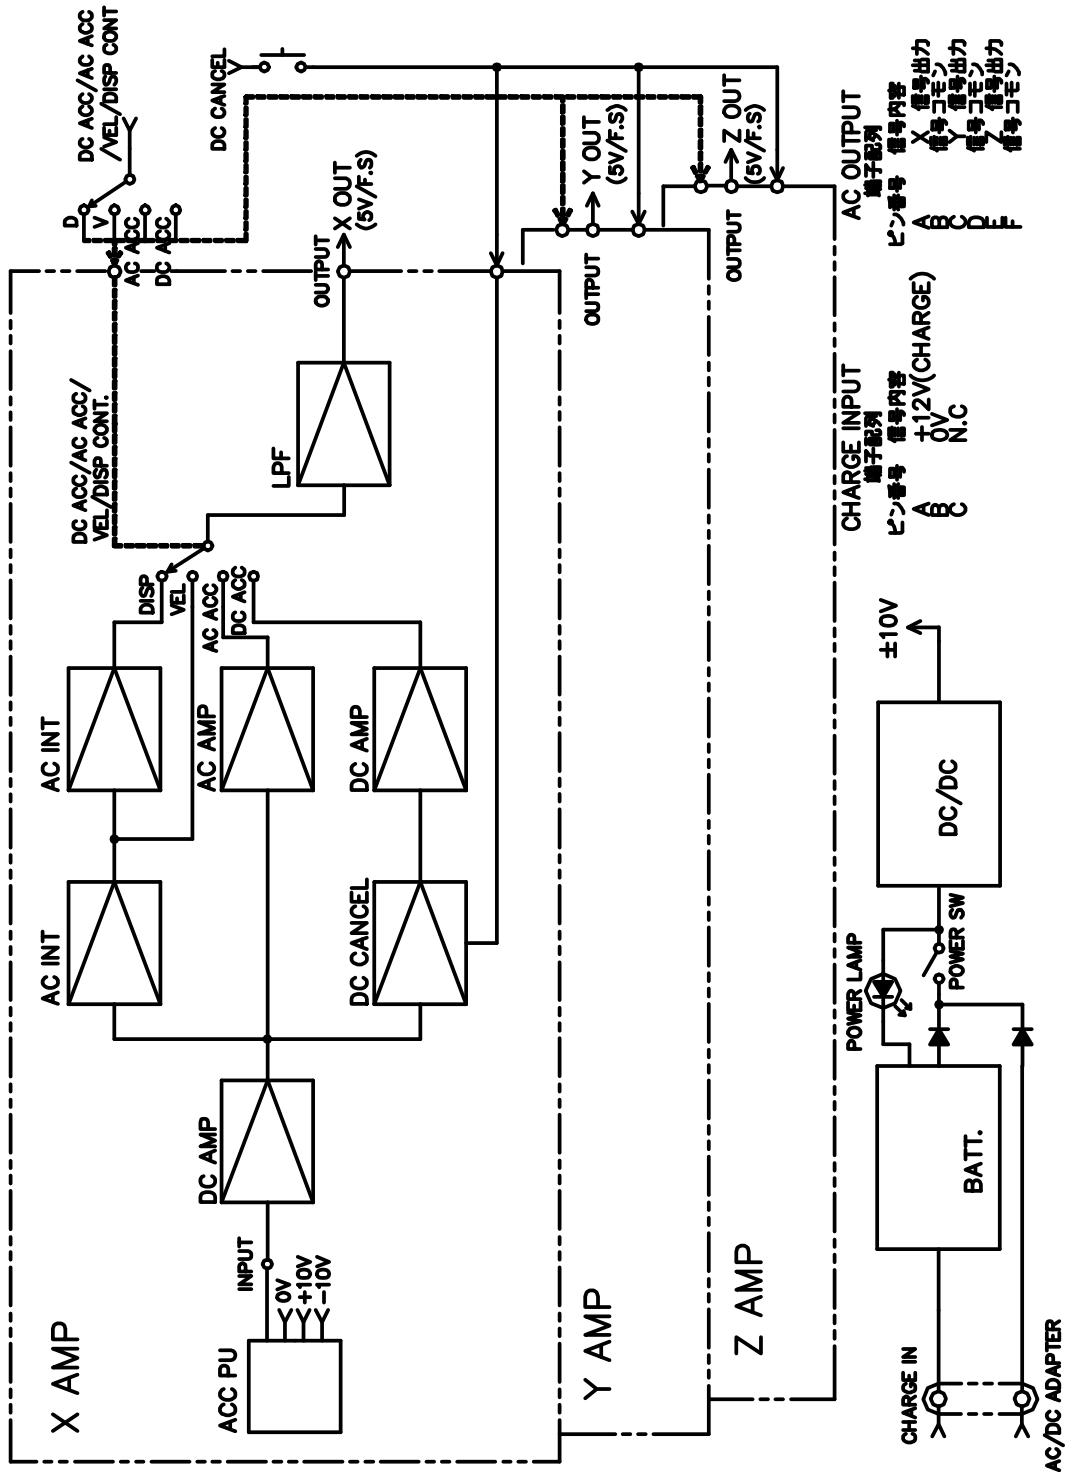 X AMP
ACC PU
INPUT
0V
+10V
-10V
DC AMP
AC INT
AC INT
AC AMP
DC CANCEL
DC AMP
DISP
VEL
AC ACC
DC ACC
DC ACC/AC ACC/
VEL/DISP CONT.
LPF
OUTPUT
X OUT
(5V/F.S)
D
V
AC ACC
DC ACC
DC ACC/AC ACC
/VEL/DISP CONT
DC CANCEL
Y AMP
OUTPUT
Y OUT
(5V/F.S)
Z AMP
OUTPUT
Z OUT
(5V/F.S)
CHARGE IN
AC/DC ADAPTER
BATT.
POWER LAMP
POWER SW
DC/DC
±10V
CHARGE INPUT
端子配列
ピン番号 信号内容
A +12V(CHARGE)
B 0V
C N.C
AC OUTPUT
端子配列
ピン番号 信号内容
A X 信号出力
B 信号コモン
C Y 信号出力
D 信号コモン
E Z 信号出力
F 信号コモン